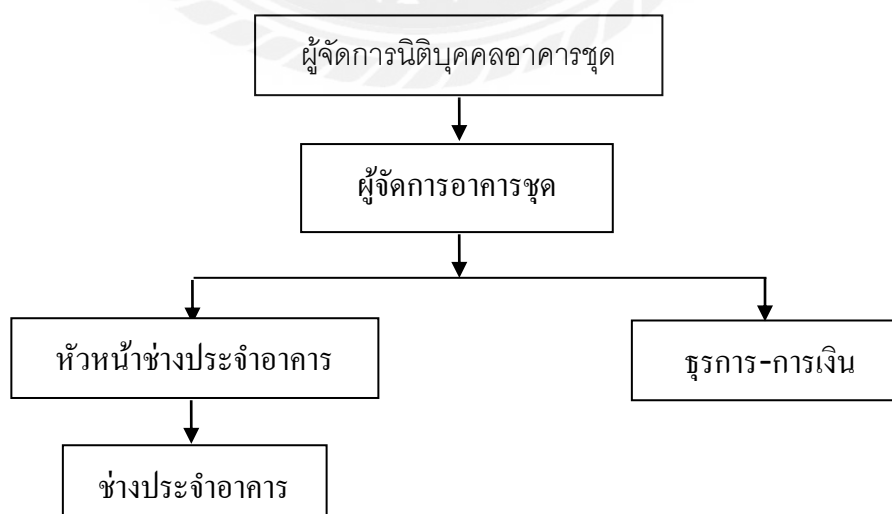 ผู้จัดการนิติบุคคลอาคารชุด
ผู้จัดการอาคารชุด
หัวหน้าช่างประจำอาคาร
ธุรการ-การเงิน
ช่างประจำอาคาร